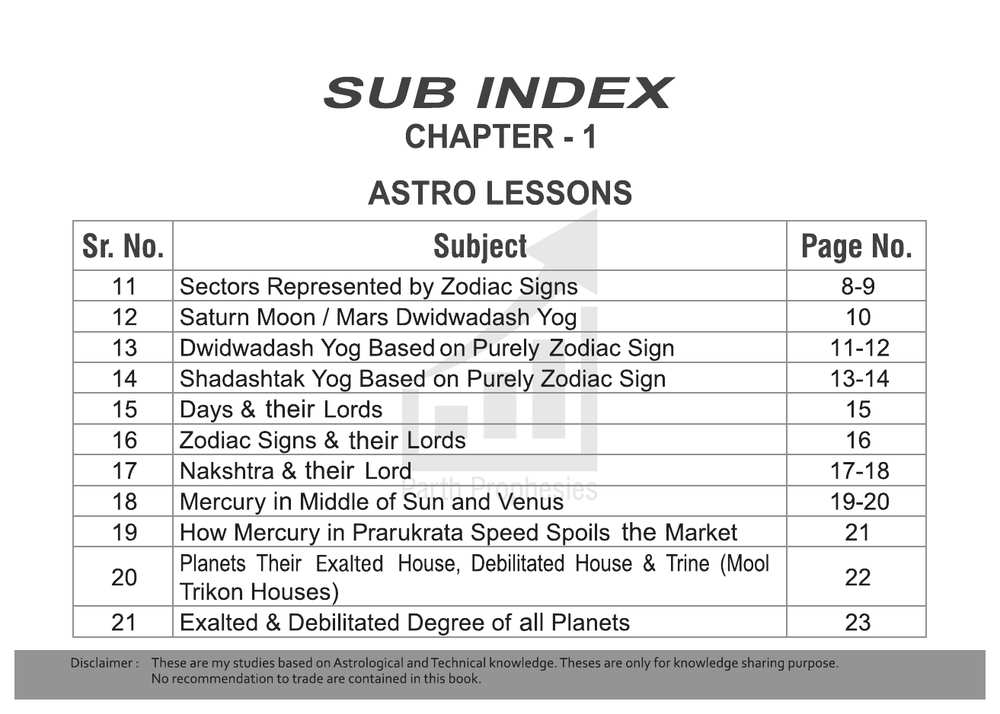 SUB INDEX
CHAPTER - 1
ASTRO LESSONS
Sr. No. Subject Page No.
11 Sectors Represented by Zodiac Signs 8-9
12 Saturn Moon / Mars Dwidwadash Yog 10
13 Dwidwadash Yog Based on Purely Zodiac Sign 11-12
14 Shadashtak Yog Based on Purely Zodiac Sign 13-14
15 Days & their Lords 15
16 Zodiac Signs & their Lords 16
17 Nakshtra & their Lord 17-18
Parth Prophesies
18 Mercury in Middle of Sun and Venus 19-20
19 How Mercury in Prarukrata Speed Spoils the Market 21
20 Planets Their Exalted House, Debilitated House & Trine (Mool 22
Trikon Houses)
21 Exalted & Debilitated Degree of all Planets 23
Disclaimer : These are my studies based on Astrological and Technical knowledge. Theses are only for knowledge sharing purpose.
No recommendation to trade are contained in this book.